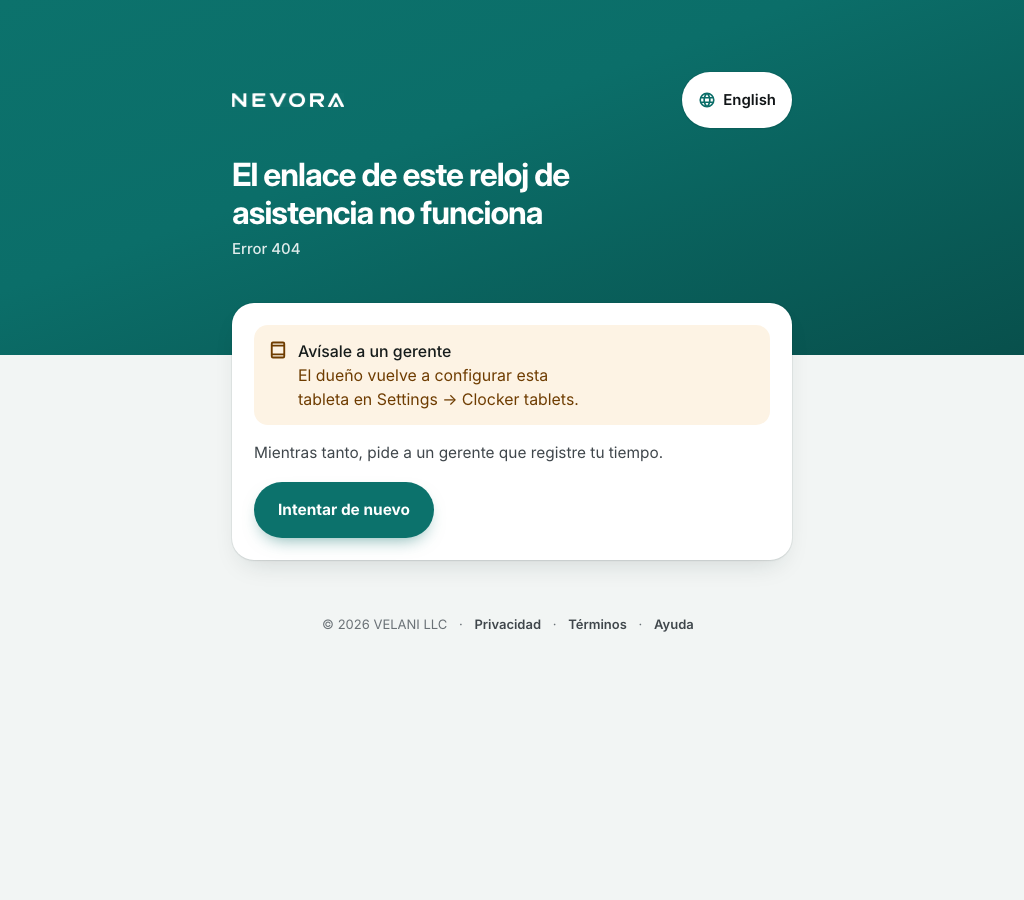 NEVORA
English
El enlace de este reloj de
asistencia no funciona
Error 404
Avísale a un gerente
El dueño vuelve a configurar esta
tableta en Settings → Clocker tablets.
Mientras tanto, pide a un gerente que registre tu tiempo.
Intentar de nuevo
© 2026 VELANI LLC · Privacidad · Términos · Ayuda